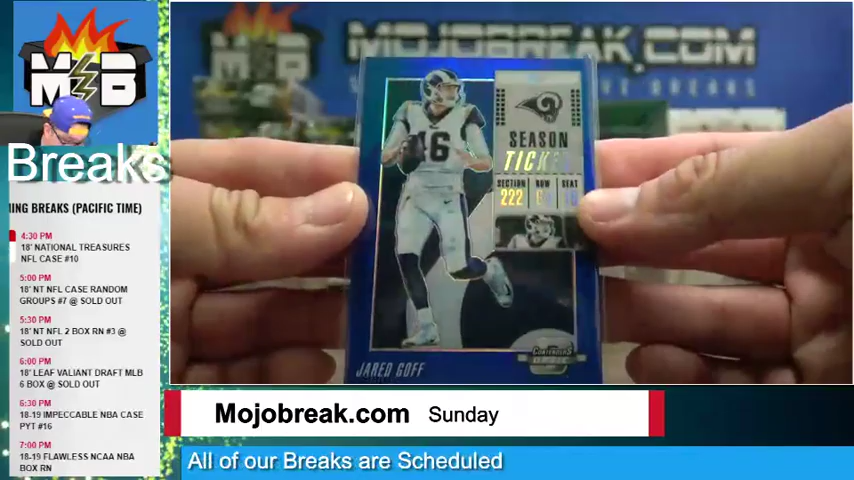 MB
MOJOBREAK.COM
Breaks
ING BREAKS (PACIFIC TIME)
4:30 PM
18' NATIONAL TREASURES
NFL CASE #10
5:00 PM
18' NT NFL CASE RANDOM
GROUPS #7 @ SOLD OUT
5:30 PM
18' NT NFL 2 BOX RN #3 @
SOLD OUT
6:00 PM
18' LEAF VALIANT DRAFT MLB
6 BOX @ SOLD OUT
6:30 PM
18-19 IMPECCABLE NBA CASE
PYT #16
7:00 PM
18-19 FLAWLESS NCAA NBA
BOX RN
16
SEASON
TICKET
SECTION ROW SEAT
222
CONTENDERS
JARED GOFF
Mojobreak.com Sunday
All of our Breaks are Scheduled